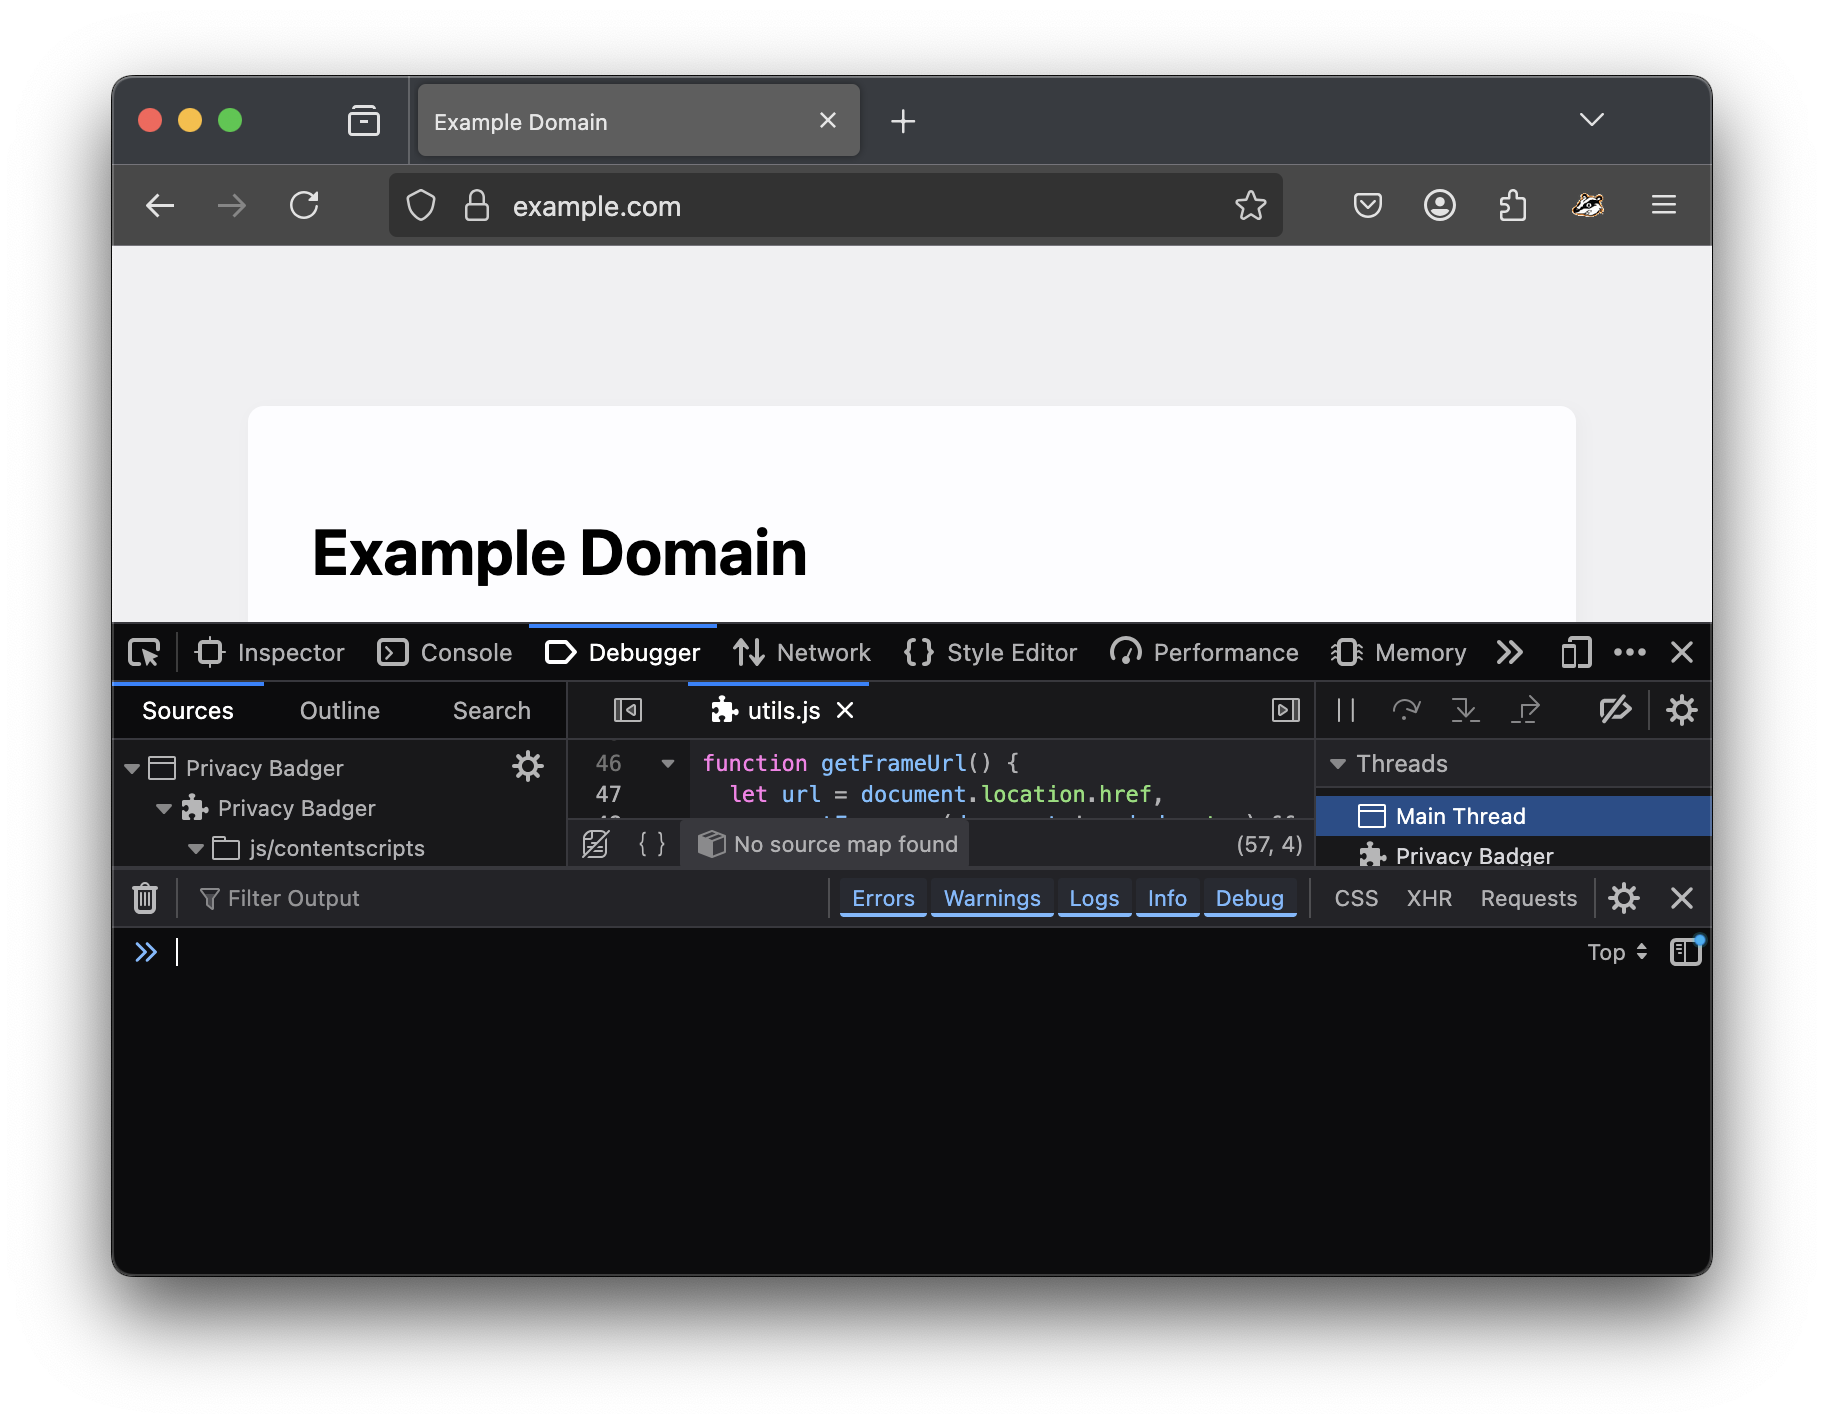 Example Domain
example.com
Example Domain
Inspector Console Debugger Network Style Editor Performance Memory
Sources Outline Search utils.js
Privacy Badger
Privacy Badger
js/contentscripts
46 function getFrameUrl() {
47 let url = document.location.href,
{ } No source map found (57, 4)
Threads
Main Thread
Privacy Badger
Filter Output Errors Warnings Logs Info Debug CSS XHR Requests
Top